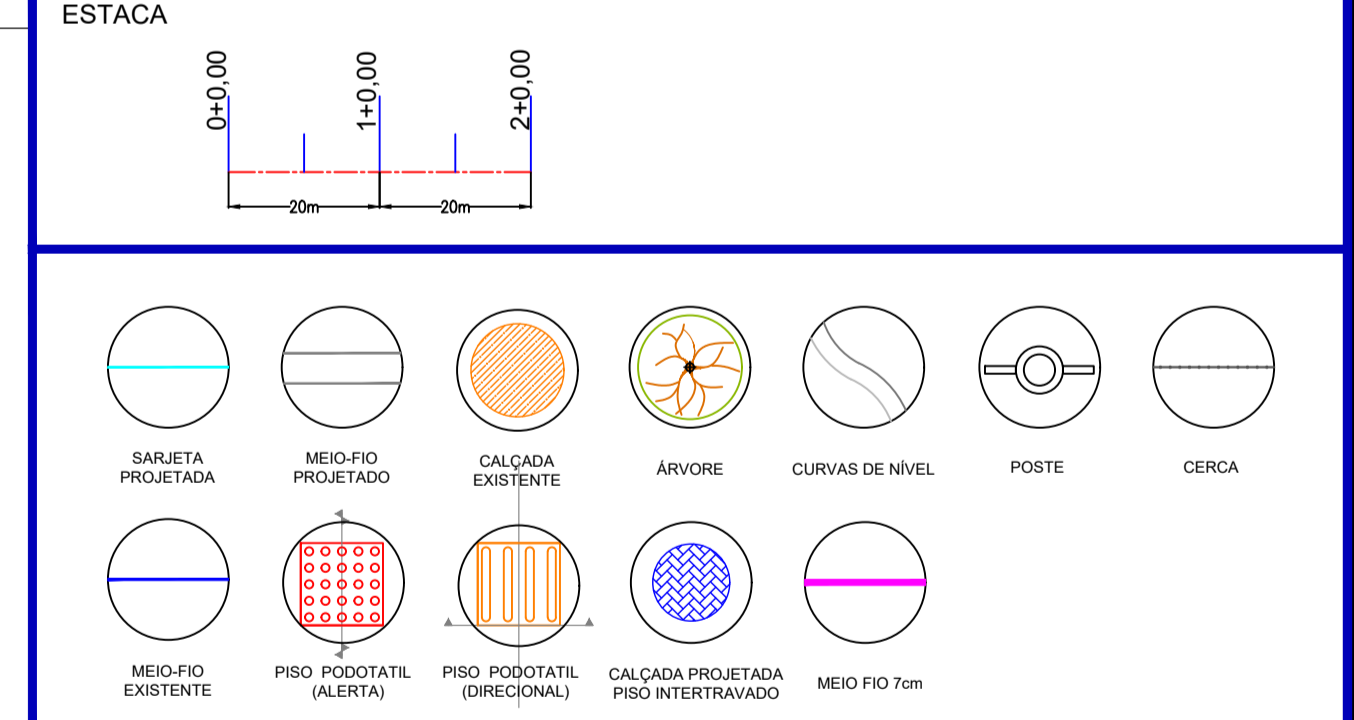 ESTACA
0+0,00
1+0,00
2+0,00
20m
20m
SARJETA
PROJETADA
MEIO-FIO
PROJETADO
CALÇADA
EXISTENTE
ÁRVORE
CURVAS DE NÍVEL
POSTE
CERCA
MEIO-FIO
EXISTENTE
PISO PODOTATIL
(ALERTA)
PISO PODOTATIL
(DIRECIONAL)
CALÇADA PROJETADA
PISO INTERTRAVADO
MEIO FIO 7cm